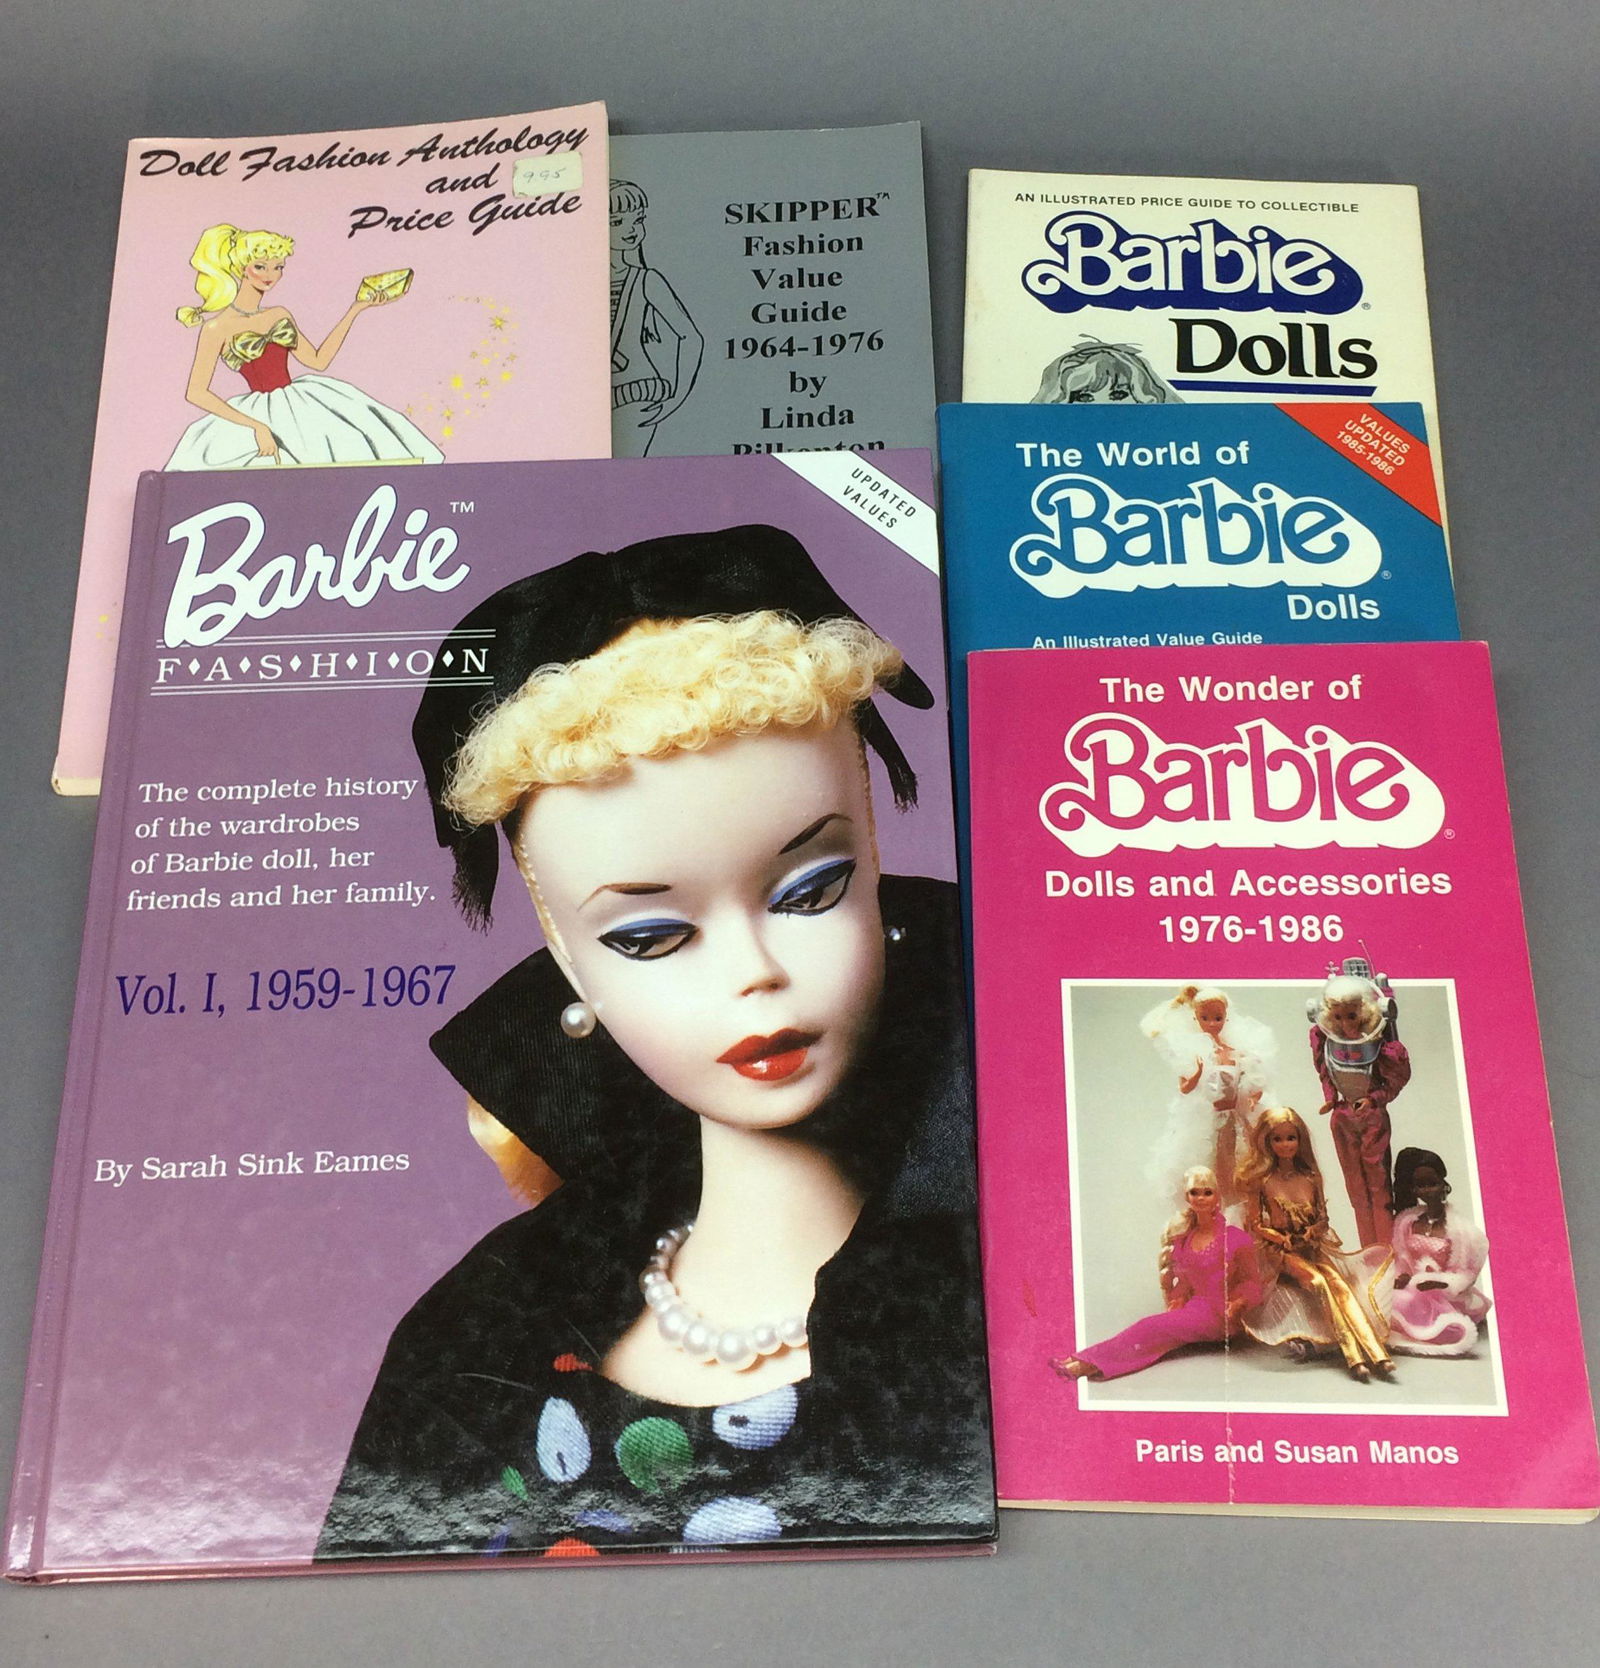 Doll Fashion Anthology
and
Price Guide
995
SKIPPER™
Fashion
Value
Guide
1964-1976
by
Linda
AN ILLUSTRATED PRICE GUIDE TO COLLECTIBLE
Barbie®
Dolls
VALUES
UPDATED
1985-1986
The World of
Barbie®
Dolls
An Illustrated Value Guide
UPDATED
VALUES
Barbie™
F•A•S•H•I•O•N
The complete history
of the wardrobes
of Barbie doll, her
friends and her family.
Vol. I, 1959-1967
By Sarah Sink Eames
The Wonder of
Barbie®
Dolls and Accessories
1976-1986
Paris and Susan Manos